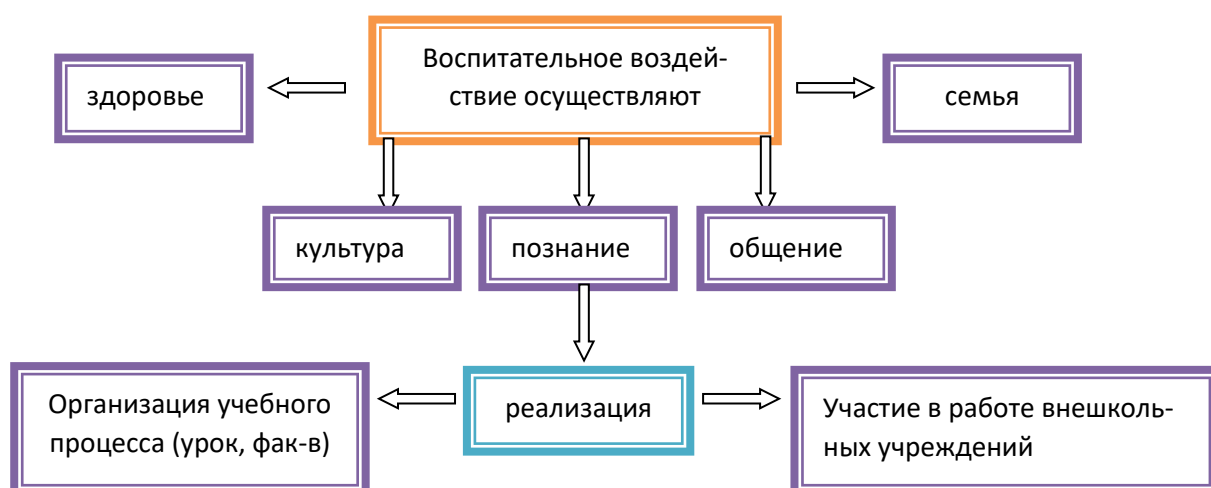 Воспитательное воздей-
ствие осуществляют
здоровье
семья
культура
познание
общение
Организация учебного
процесса (урок, фак-в)
реализация
Участие в работе внешколь-
ных учреждений